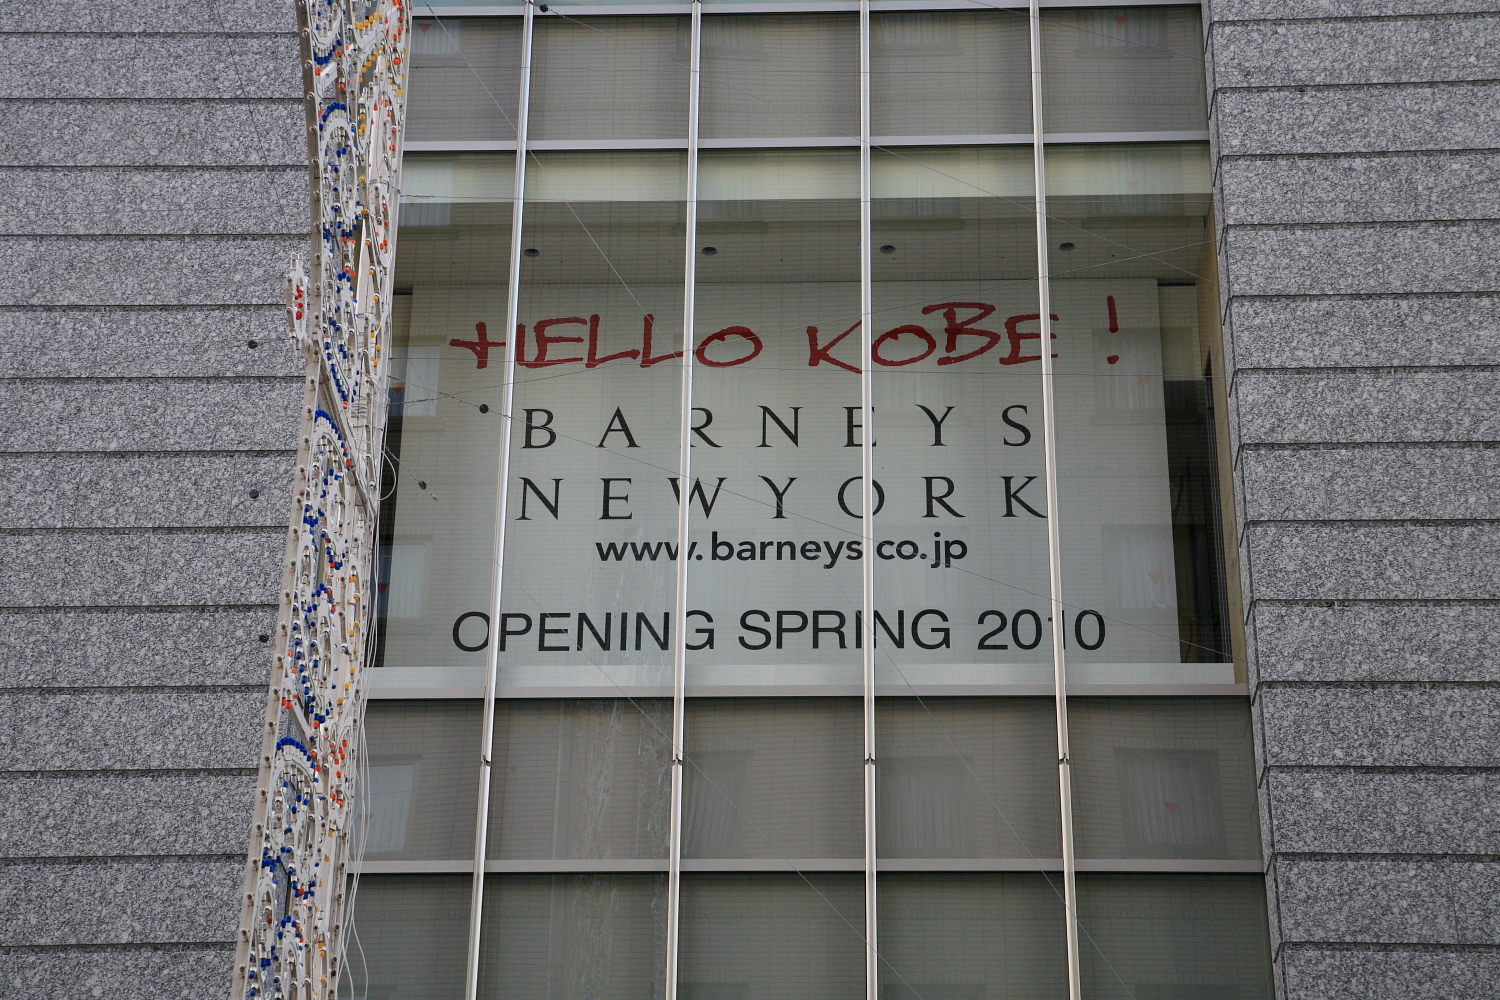 HELLO KOBE!
BARNEYS
NEWYORK
www.barneys.co.jp
OPENING SPRING 2010